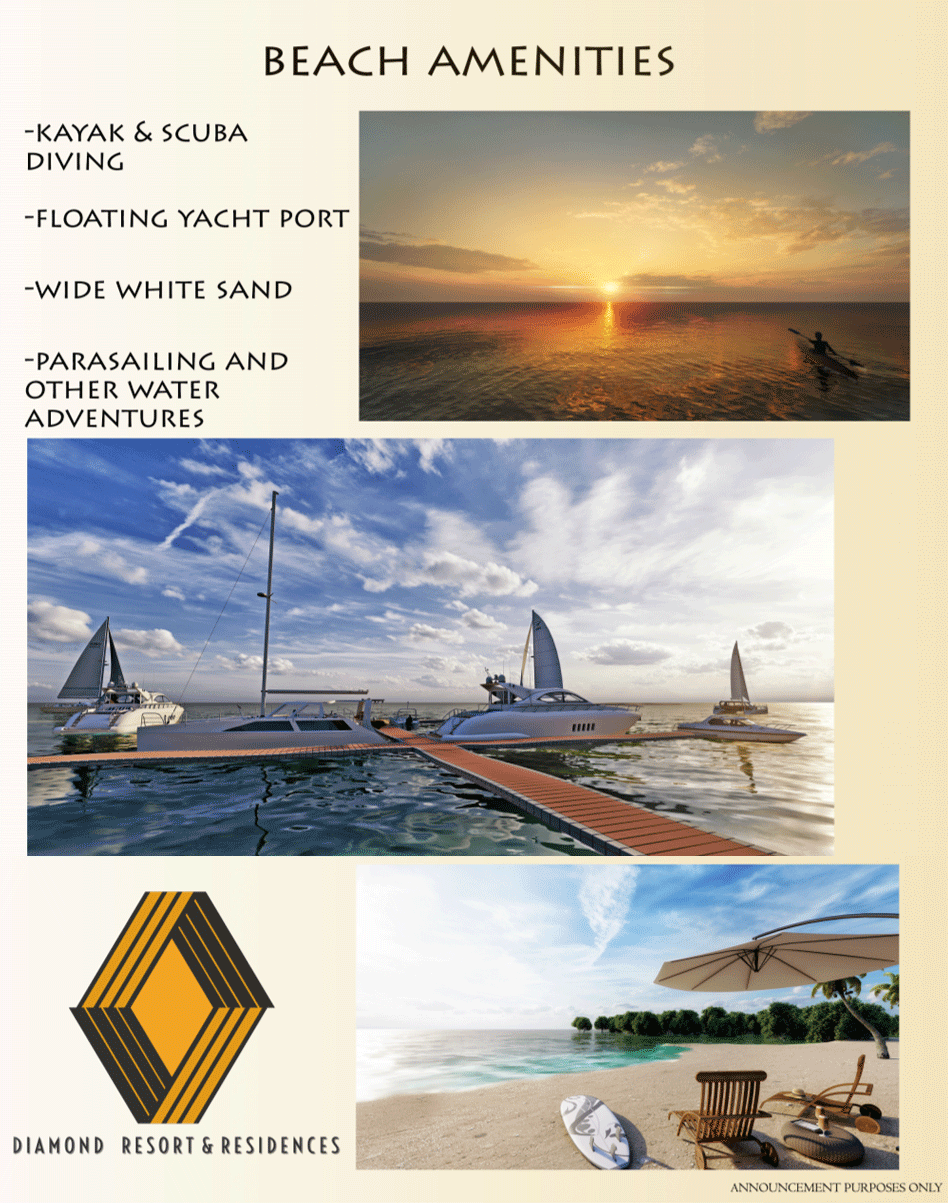 BEACH AMENITIES
-KAYAK & SCUBA
DIVING
-FLOATING YACHT PORT
-WIDE WHITE SAND
-PARASAILING AND
OTHER WATER
ADVENTURES
DIAMOND RESORT & RESIDENCES
ANNOUNCEMENT PURPOSES ONLY